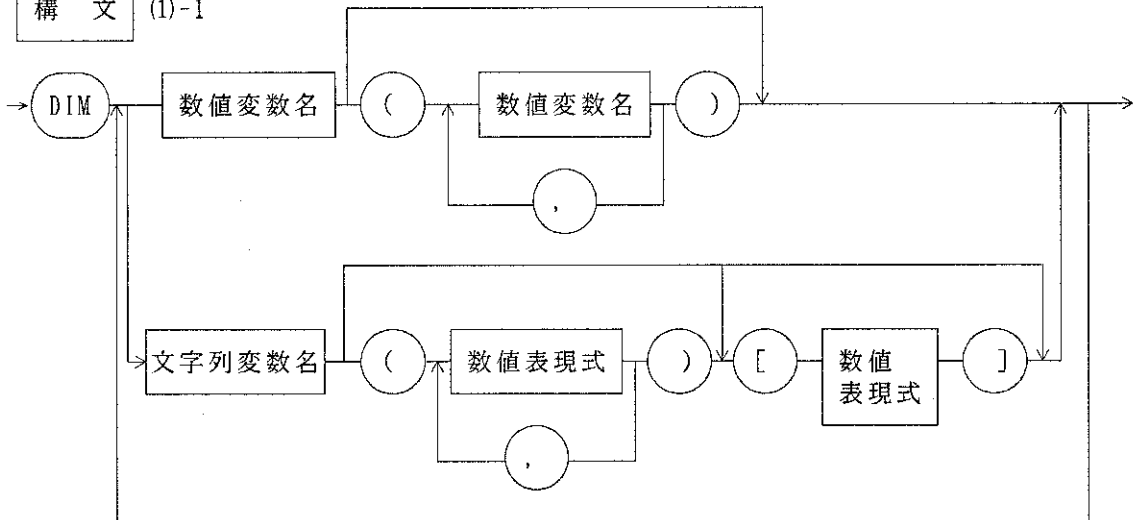 構 文 (1)-1
DIM 数値変数名 ( 数値変数名 )
,
文字列変数名 ( 数値表現式 ) [ 数値 ]
表現式
,